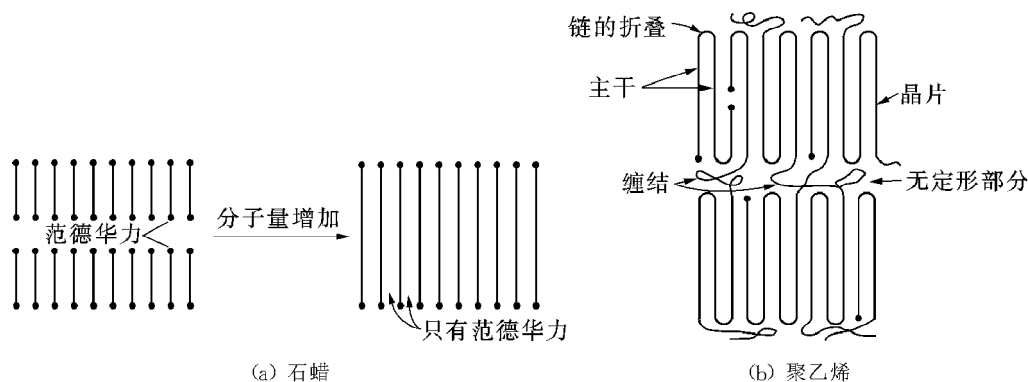 链的折叠
主干
晶片
范德华力
分子量增加
缠结
无定形部分
只有范德华力
(a) 石蜡
(b) 聚乙烯